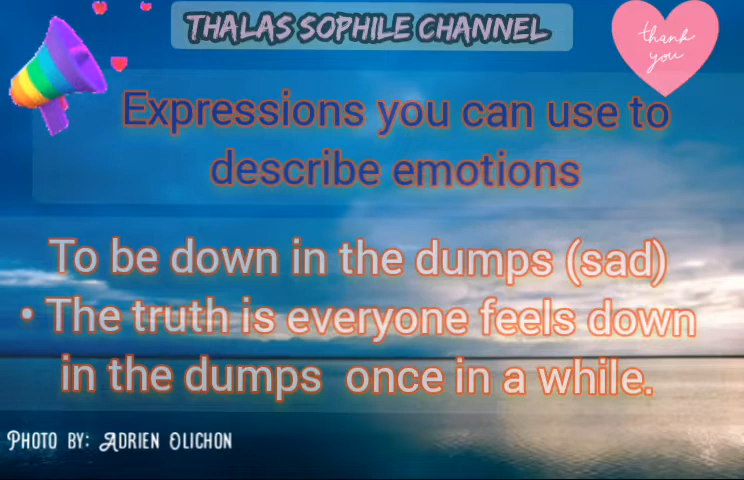 THALAS SOPHILE CHANNEL
thank
you
Expressions you can use to
describe emotions
To be down in the dumps (sad)
• The truth is everyone feels down
in the dumps once in a while.
PHOTO BY: ADRIEN OLICHON